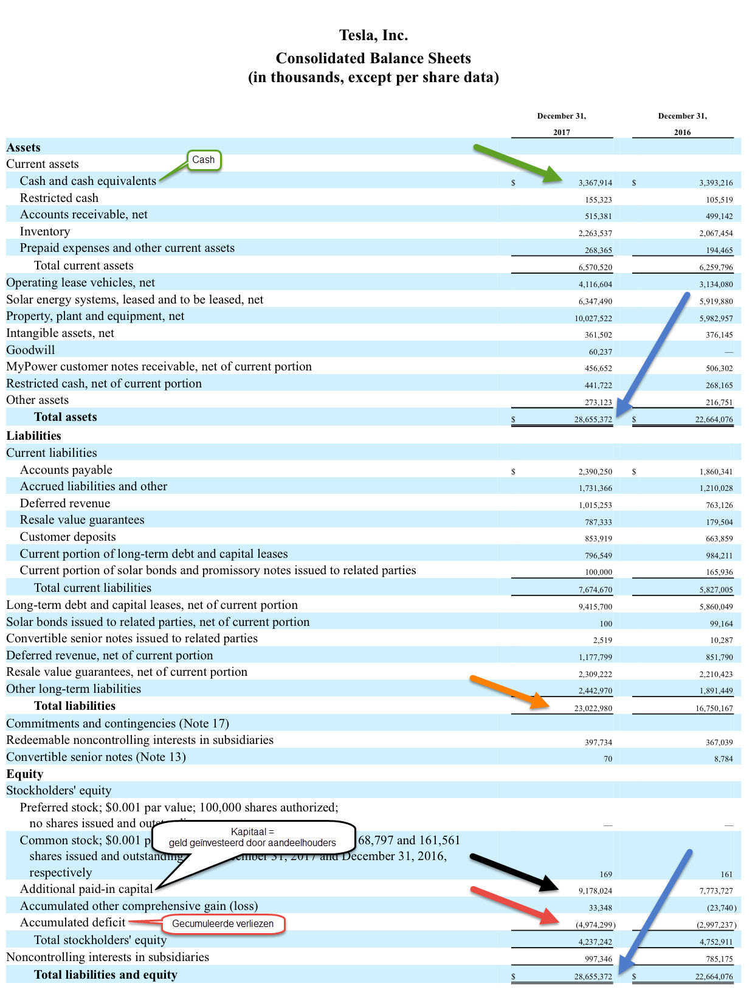 Tesla, Inc.
Consolidated Balance Sheets
(in thousands, except per share data)
December 31, December 31,
2017 2016
Assets
Current assets
Cash
Cash and cash equivalents $ 3,367,914 $ 3,393,216
Restricted cash 155,323 105,519
Accounts receivable, net 515,381 499,142
Inventory 2,263,537 2,067,454
Prepaid expenses and other current assets 268,365 194,465
Total current assets 6,570,520 6,259,796
Operating lease vehicles, net 4,116,604 3,134,080
Solar energy systems, leased and to be leased, net 6,347,490 5,919,880
Property, plant and equipment, net 10,027,522 5,982,957
Intangible assets, net 361,502 376,145
Goodwill 60,237 —
MyPower customer notes receivable, net of current portion 456,652 506,302
Restricted cash, net of current portion 441,722 268,165
Other assets 273,123 216,751
Total assets $ 28,655,372 $ 22,664,076
Liabilities
Current liabilities
Accounts payable $ 2,390,250 $ 1,860,341
Accrued liabilities and other 1,731,366 1,210,028
Deferred revenue 1,015,253 763,126
Resale value guarantees 787,333 179,504
Customer deposits 853,919 663,859
Current portion of long-term debt and capital leases 796,549 984,211
Current portion of solar bonds and promissory notes issued to related parties 100,000 165,936
Total current liabilities 7,674,670 5,827,005
Long-term debt and capital leases, net of current portion 9,415,700 5,860,049
Solar bonds issued to related parties, net of current portion 100 99,164
Convertible senior notes issued to related parties 2,519 10,287
Deferred revenue, net of current portion 1,177,799 851,790
Resale value guarantees, net of current portion 2,309,222 2,210,423
Other long-term liabilities 2,442,970 1,891,449
Total liabilities 23,022,980 16,750,167
Commitments and contingencies (Note 17)
Redeemable noncontrolling interests in subsidiaries 397,734 367,039
Convertible senior notes (Note 13) 70 8,784
Equity
Stockholders' equity
Preferred stock; $0.001 par value; 100,000 shares authorized;
no shares issued and — —
Kapitaal =
geld geïnvesteerd door aandeelhouders
Common stock; $0.001 68,797 and 161,561
shares issued and outstanding 31, 2017 and December 31, 2016,
respectively 169 161
Additional paid-in capital 9,178,024 7,773,727
Accumulated other comprehensive gain (loss) 33,348 (23,740)
Accumulated deficit (4,974,299) (2,997,237)
Gecumuleerde verliezen
Total stockholders' equity 4,237,242 4,752,911
Noncontrolling interests in subsidiaries 997,346 785,175
Total liabilities and equity $ 28,655,372 $ 22,664,076